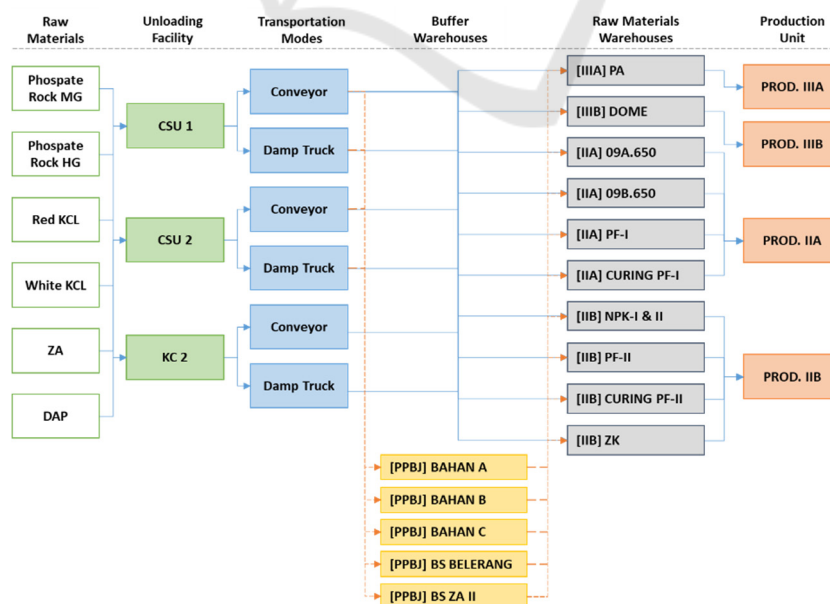 Raw
Materials
Unloading
Facility
Transportation
Modes
Buffer
Warehouses
Raw Materials
Warehouses
Production
Unit
Phospate
Rock MG
Phospate
Rock HG
Red KCL
White KCL
ZA
DAP
CSU 1
CSU 2
KC 2
Conveyor
Damp Truck
Conveyor
Damp Truck
Conveyor
Damp Truck
[PPBJ] BAHAN A
[PPBJ] BAHAN B
[PPBJ] BAHAN C
[PPBJ] BS BELERANG
[PPBJ] BS ZA II
[IIIA] PA
[IIIB] DOME
[IIA] 09A.650
[IIA] 09B.650
[IIA] PF-I
[IIA] CURING PF-I
[IIB] NPK-I & II
[IIB] PF-II
[IIB] CURING PF-II
[IIB] ZK
PROD. IIIA
PROD. IIIB
PROD. IIA
PROD. IIB